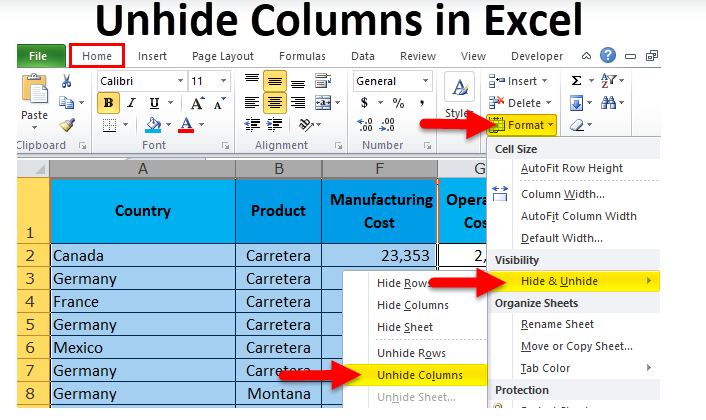 Unhide Columns in Excel
File Home Insert Page Layout Formulas Data Review View Developer
Calibri 11 General Insert Σ
Paste B I U A A $ % , Styles Delete
.00 .0 Format
Clipboard Font Alignment Number
Cell Size
AutoFit Row Height
Column Width...
AutoFit Column Width
Default Width...
Visibility
Hide & Unhide
Organize Sheets
Rename Sheet
Move or Copy Sheet...
Tab Color
Protection
A B F G
1 Country Product Manufacturing Cost
2 Canada Carretera 23,353 2,
3 Germany Carretera
4 France Carretera
5 Germany Carretera
6 Mexico Carretera
7 Germany Carretera
8 Germany Montana
Hide Rows
Hide Columns
Hide Sheet
Unhide Rows
Unhide Columns
Unhide Sheet...